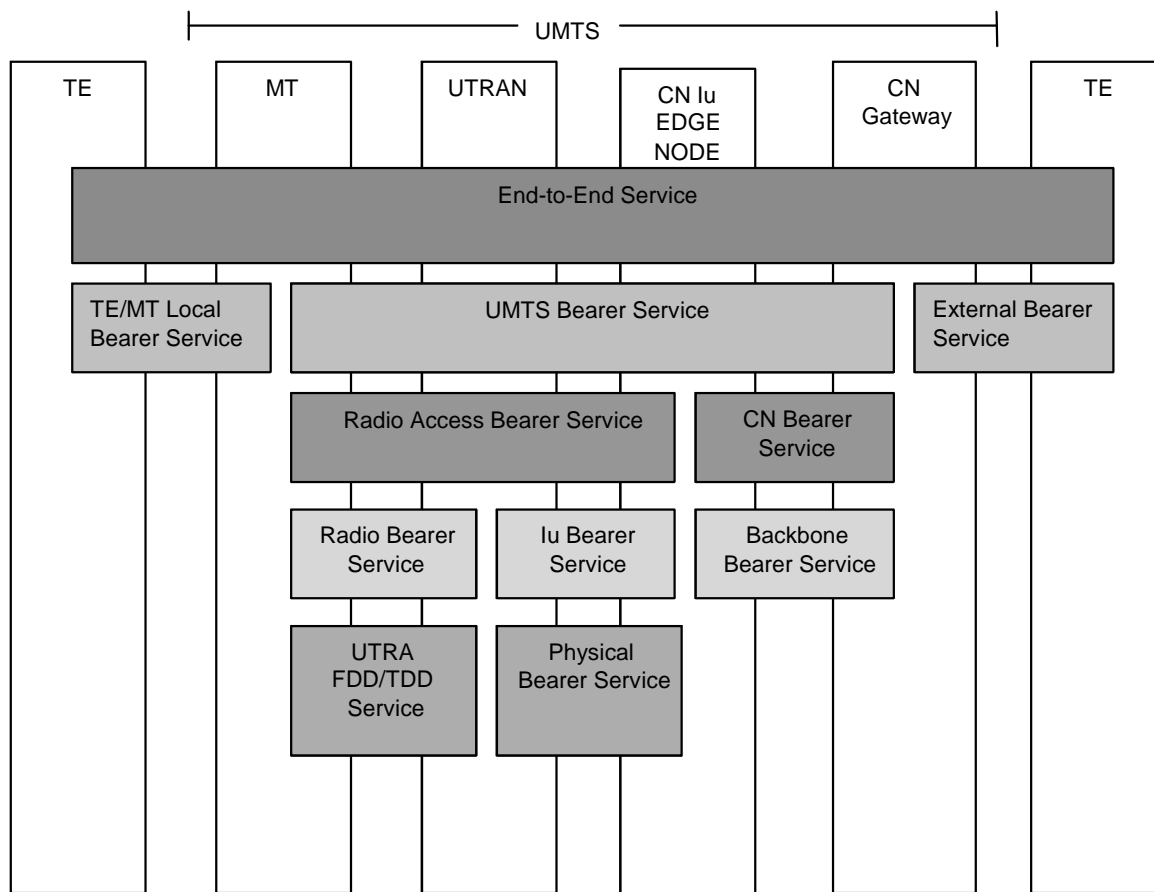 UMTS
TE
MT
UTRAN
CN Iu
EDGE
NODE
CN
Gateway
TE
End-to-End Service
TE/MT Local
Bearer Service
UMTS Bearer Service
External Bearer
Service
Radio Access Bearer Service
CN Bearer
Service
Radio Bearer
Service
Iu Bearer
Service
Backbone
Bearer Service
UTRA
FDD/TDD
Service
Physical
Bearer Service